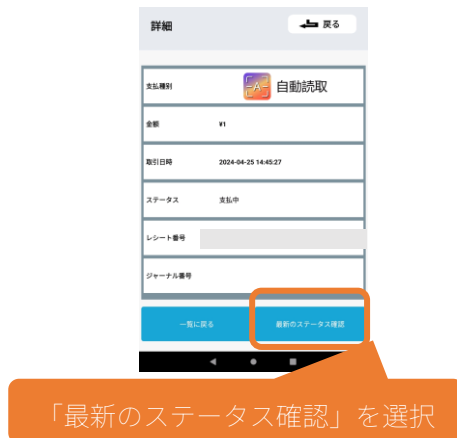 詳細
戻る
支払種別 -A- 自動読取
金額 ¥1
取引日時 2024-04-25 14:45:27
ステータス 支払中
レシート番号
ジャーナル番号
一覧に戻る 最新のステータス確認
「最新のステータス確認」を選択